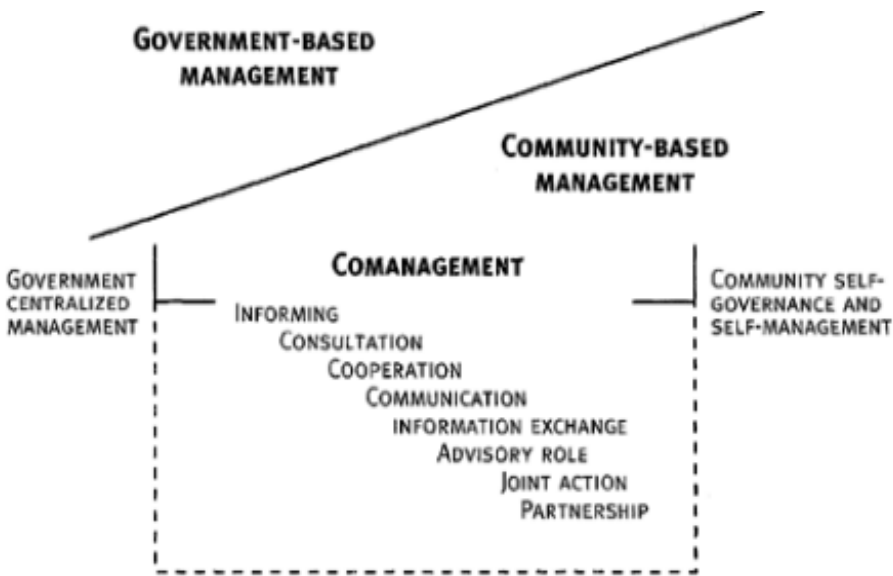 GOVERNMENT-BASED
MANAGEMENT
COMMUNITY-BASED
MANAGEMENT
GOVERNMENT
CENTRALIZED
MANAGEMENT
COMANAGEMENT
COMMUNITY SELF-
GOVERNANCE AND
SELF-MANAGEMENT
INFORMING
CONSULTATION
COOPERATION
COMMUNICATION
INFORMATION EXCHANGE
ADVISORY ROLE
JOINT ACTION
PARTNERSHIP